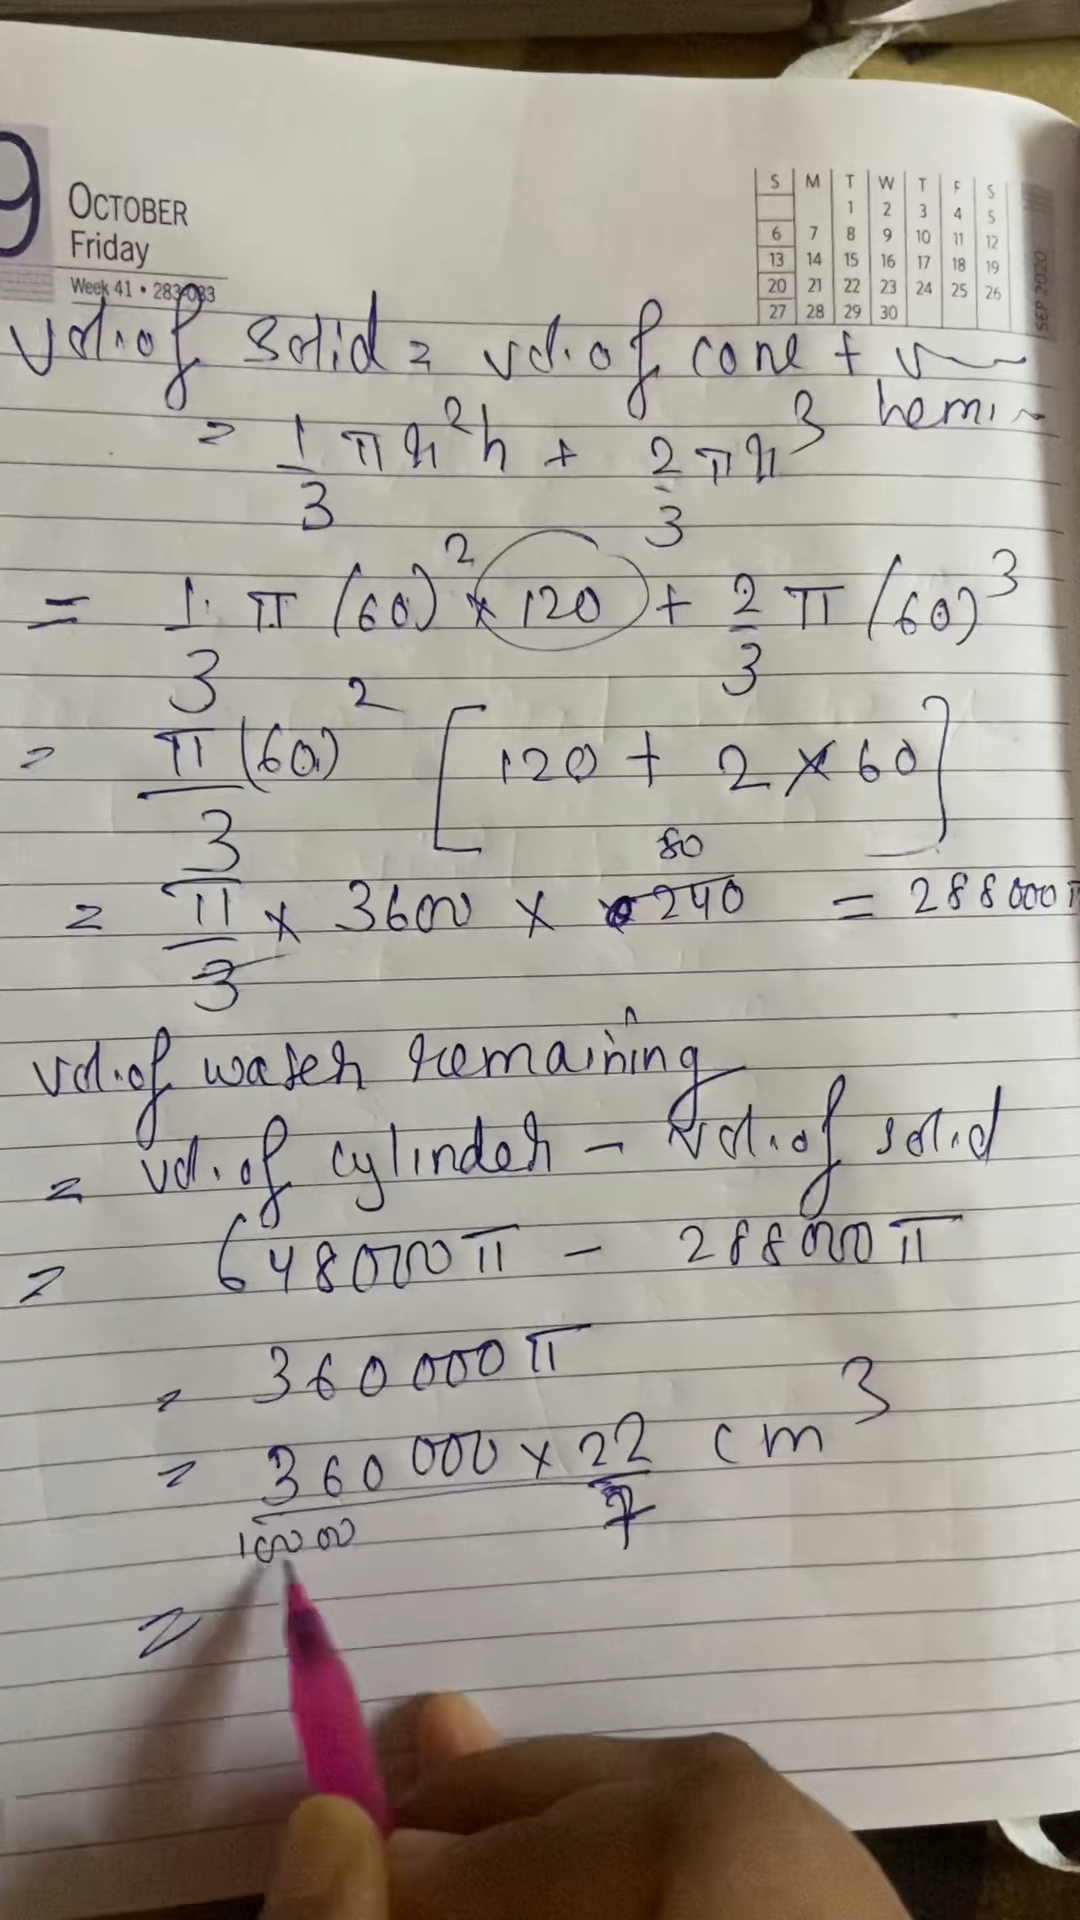 9
OCTOBER
Friday
Week 41 • 283-083
S M T W T F S
1 2 3 4 5
6 7 8 9 10 11 12
13 14 15 16 17 18 19
20 21 22 23 24 25 26
27 28 29 30
SEP 2020
Vol. of solid = vol. of cone + v
hemi
= 1/3 πr²h + 2/3 πr³
= 1/3 π (60)² × 120 + 2/3 π (60)³
= π(60)²/3 [120 + 2 × 60]
80
= π/3 × 3600 × 240 = 288000π
vol. of water remaining
= vol. of cylinder – vol. of solid
= 648000π – 288000π
= 360000π
= 360000 × 22/7 cm³
10000
=